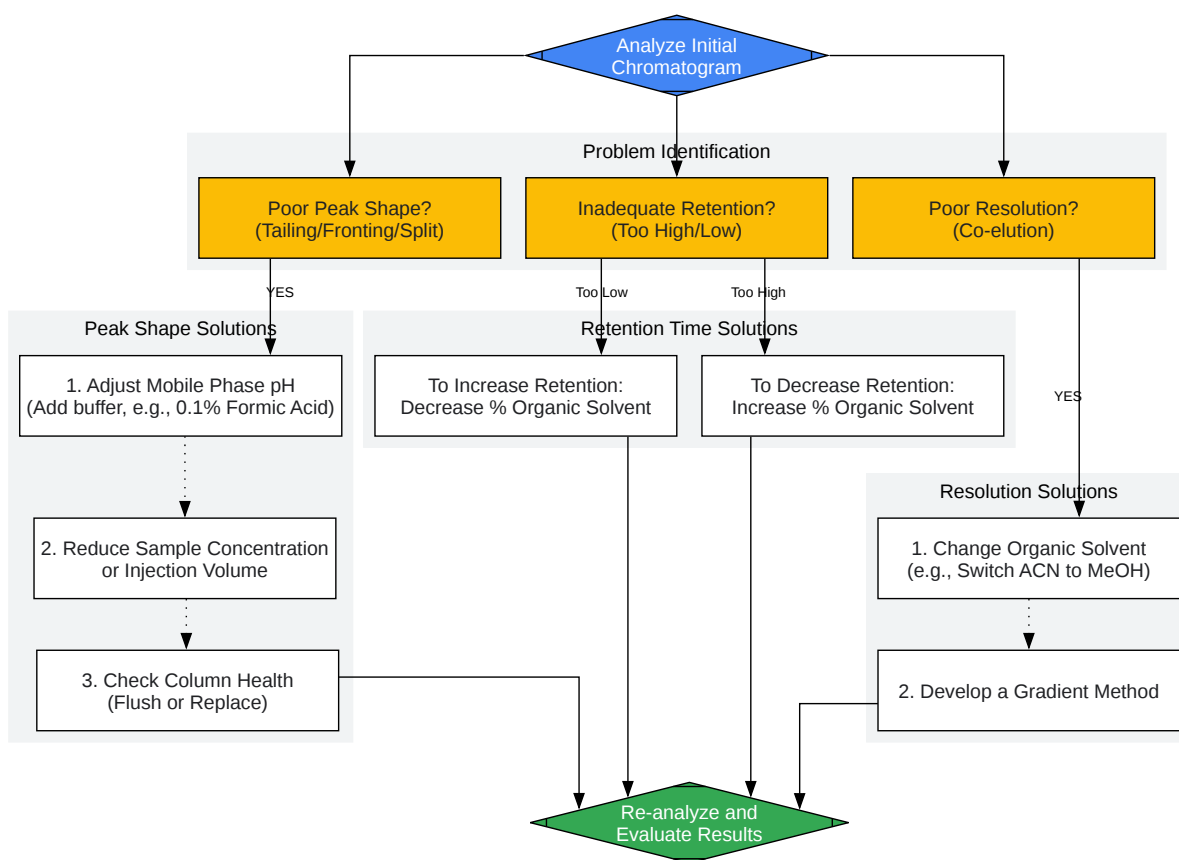 Analyze Initial
Chromatogram
Problem Identification
Poor Peak Shape?
(Tailing/Fronting/Split)
Inadequate Retention?
(Too High/Low)
Poor Resolution?
(Co-elution)
YES
Too Low
Too High
YES
Peak Shape Solutions
1. Adjust Mobile Phase pH
(Add buffer, e.g., 0.1% Formic Acid)
2. Reduce Sample Concentration
or Injection Volume
3. Check Column Health
(Flush or Replace)
Retention Time Solutions
To Increase Retention:
Decrease % Organic Solvent
To Decrease Retention:
Increase % Organic Solvent
Resolution Solutions
1. Change Organic Solvent
(e.g., Switch ACN to MeOH)
2. Develop a Gradient Method
Re-analyze and
Evaluate Results